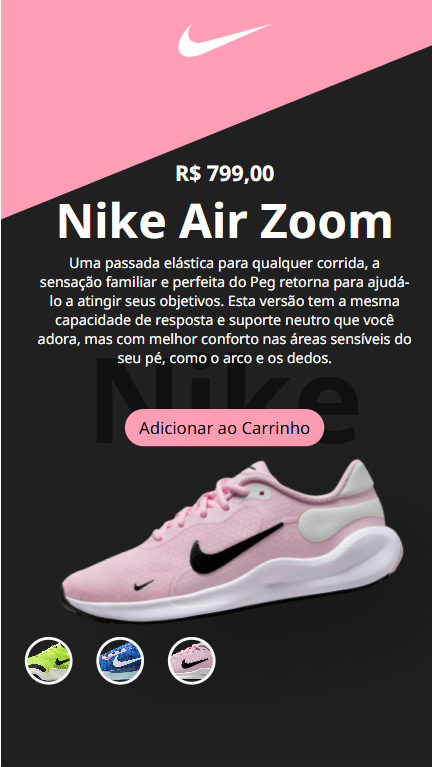 R$ 799,00
Nike Air Zoom
Uma passada elástica para qualquer corrida, a
sensação familiar e perfeita do Peg retorna para ajudá-
lo a atingir seus objetivos. Esta versão tem a mesma
capacidade de resposta e suporte neutro que você
adora, mas com melhor conforto nas áreas sensíveis do
seu pé, como o arco e os dedos.
Nike
Adicionar ao Carrinho